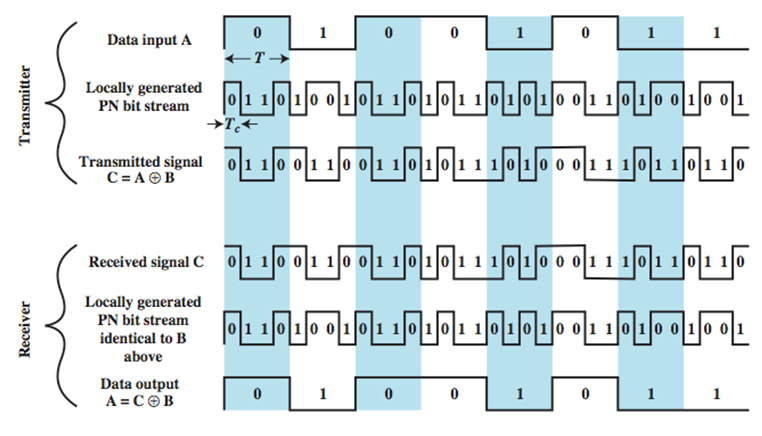 Transmitter
Data input A
0 1 0 0 1 0 1 1
T
Locally generated
PN bit stream
0 1 1 0 1 0 0 1 0 1 1 0 1 0 1 1 0 1 0 1 0 0 1 1 0 1 0 0 1 0 0 1
Tc
Transmitted signal
C = A ⊕ B
0 1 1 0 0 1 1 0 0 1 1 0 1 0 1 1 1 0 1 0 0 0 1 1 1 0 1 1 0 1 1 0
Receiver
Received signal C
0 1 1 0 0 1 1 0 0 1 1 0 1 0 1 1 1 0 1 0 0 0 1 1 1 0 1 1 0 1 1 0
Locally generated
PN bit stream
identical to B
above
0 1 1 0 1 0 0 1 0 1 1 0 1 0 1 1 0 1 0 1 0 0 1 1 0 1 0 0 1 0 0 1
Data output
A = C ⊕ B
0 1 0 0 1 0 1 1